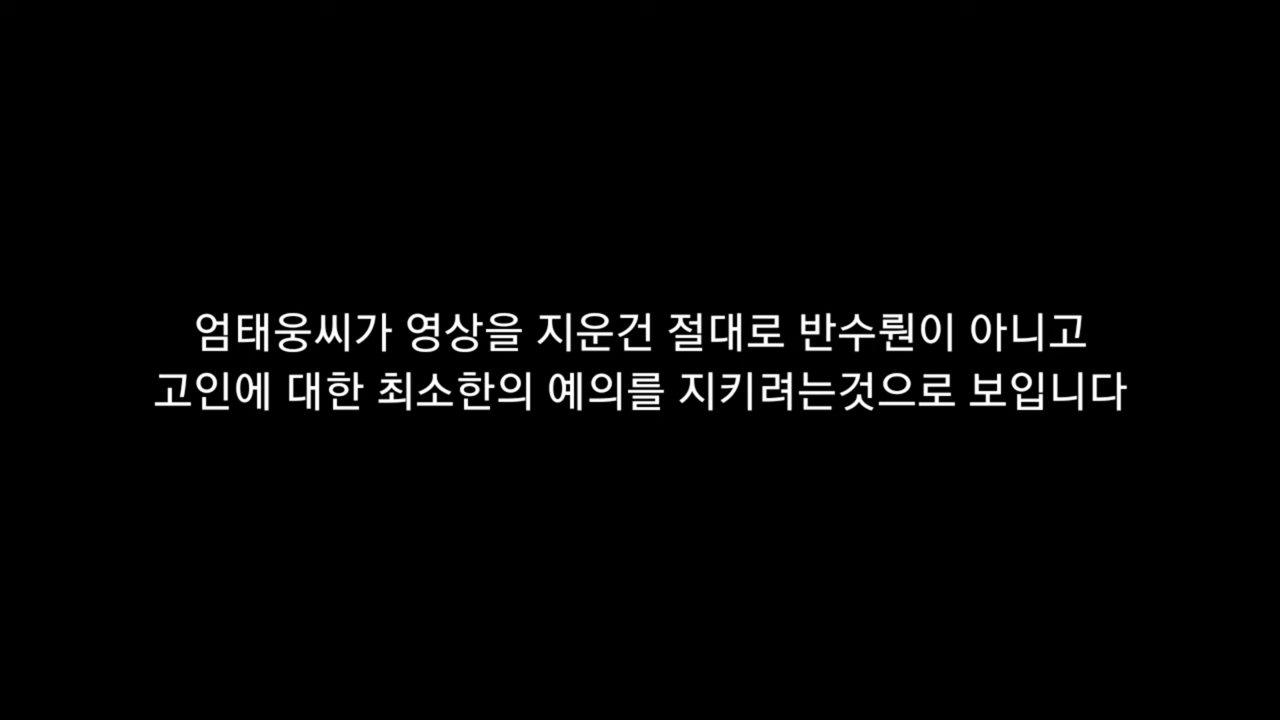 엄태웅씨가 영상을 지운건 절대로 반수뤈이 아니고
고인에 대한 최소한의 예의를 지키려는것으로 보입니다